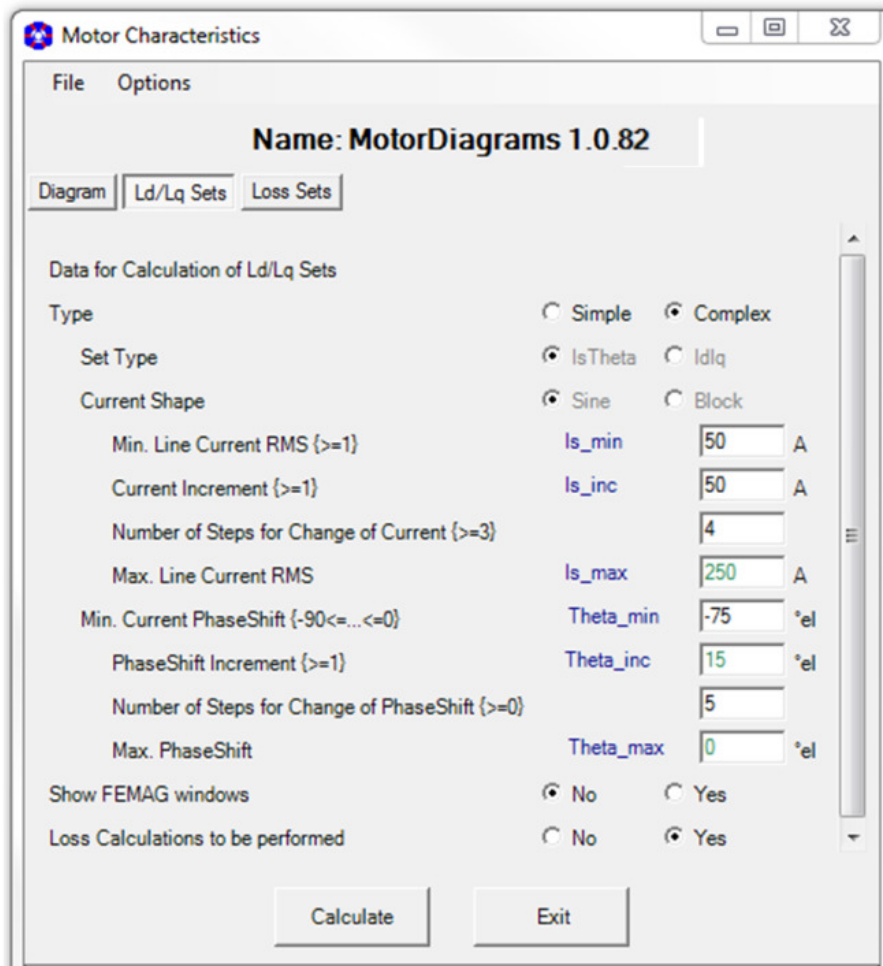 Motor Characteristics
File Options
Name: MotorDiagrams 1.0.82
Diagram Ld/Lq Sets Loss Sets
Data for Calculation of Ld/Lq Sets
Type Simple Complex
Set Type IsTheta IdIq
Current Shape Sine Block
Min. Line Current RMS {>=1} Is_min 50 A
Current Increment {>=1} Is_inc 50 A
Number of Steps for Change of Current {>=3} 4
Max. Line Current RMS Is_max 250 A
Min. Current PhaseShift {-90<=...<=0} Theta_min -75 °el
PhaseShift Increment {>=1} Theta_inc 15 °el
Number of Steps for Change of PhaseShift {>=0} 5
Max. PhaseShift Theta_max 0 °el
Show FEMAG windows No Yes
Loss Calculations to be performed No Yes
Calculate Exit